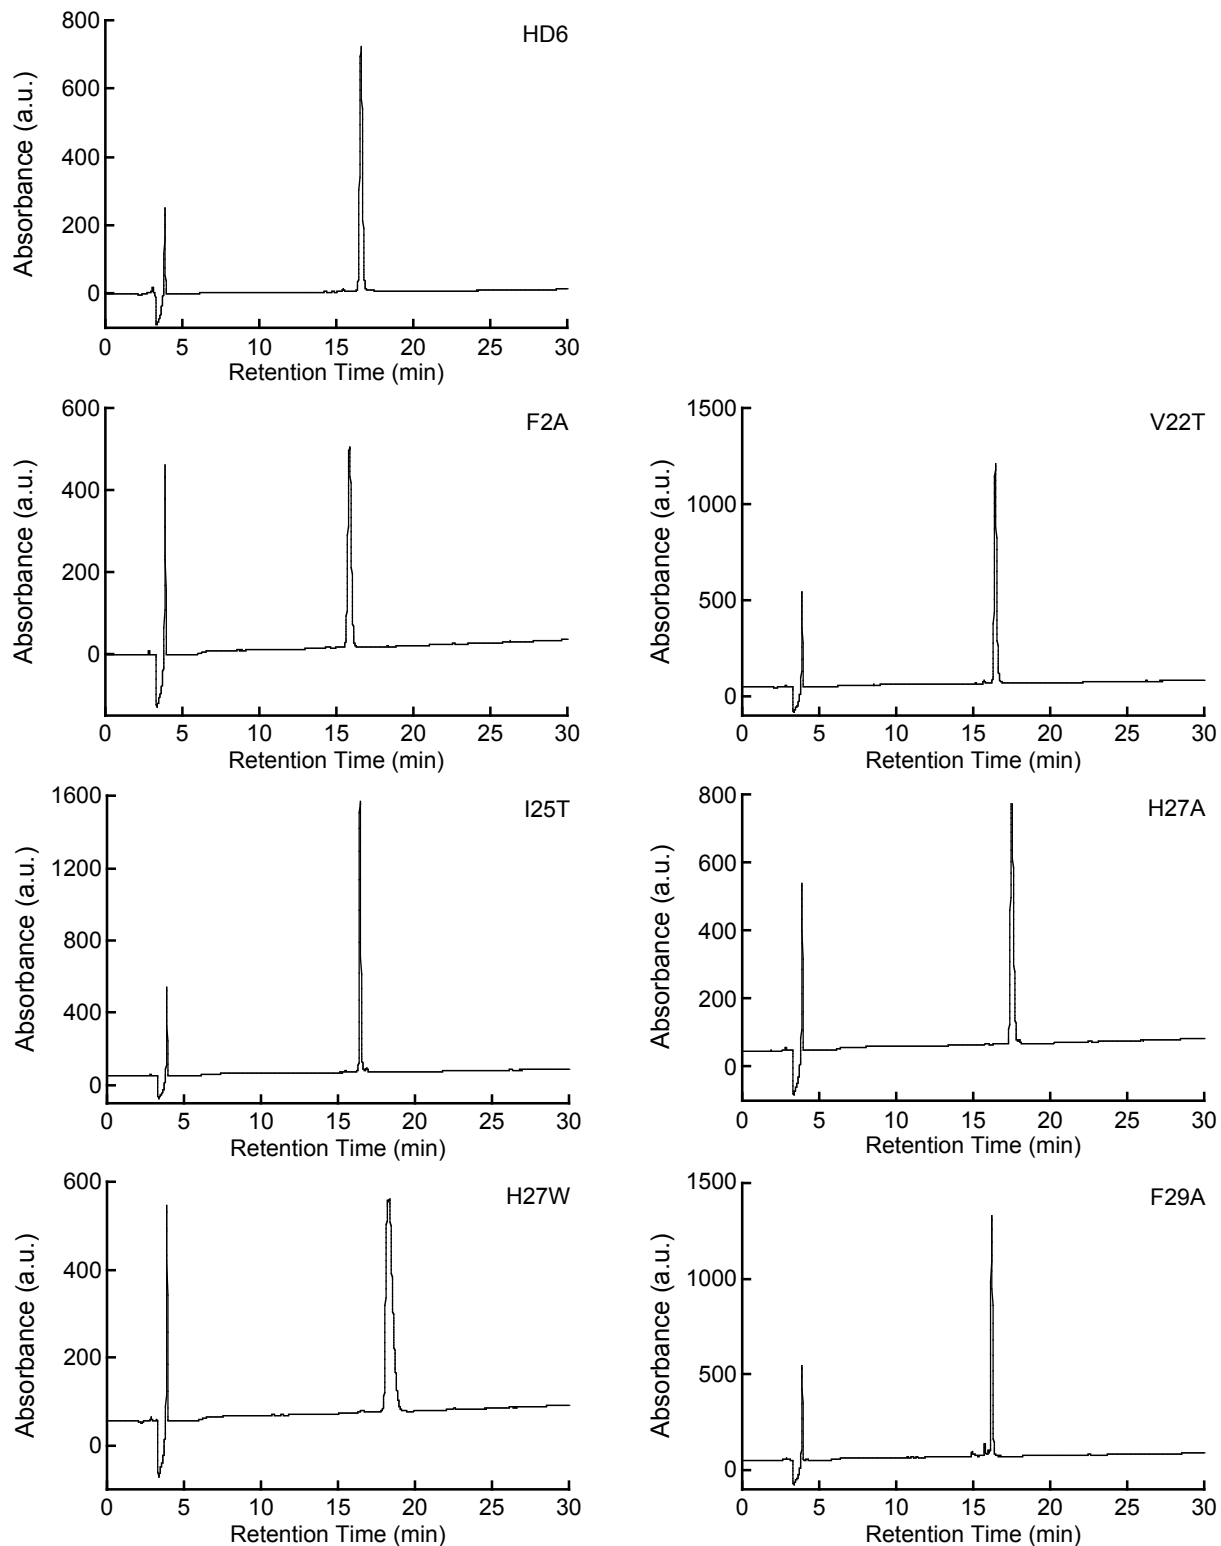 HD6
Absorbance (a.u.)
800
600
400
200
0
0 5 10 15 20 25 30
Retention Time (min)
F2A
Absorbance (a.u.)
600
400
200
0
0 5 10 15 20 25 30
Retention Time (min)
V22T
Absorbance (a.u.)
1500
1000
500
0
0 5 10 15 20 25 30
Retention Time (min)
I25T
Absorbance (a.u.)
1600
1200
800
400
0
0 5 10 15 20 25 30
Retention Time (min)
H27A
Absorbance (a.u.)
800
600
400
200
0
0 5 10 15 20 25 30
Retention Time (min)
H27W
Absorbance (a.u.)
600
400
200
0
0 5 10 15 20 25 30
Retention Time (min)
F29A
Absorbance (a.u.)
1500
1000
500
0
0 5 10 15 20 25 30
Retention Time (min)